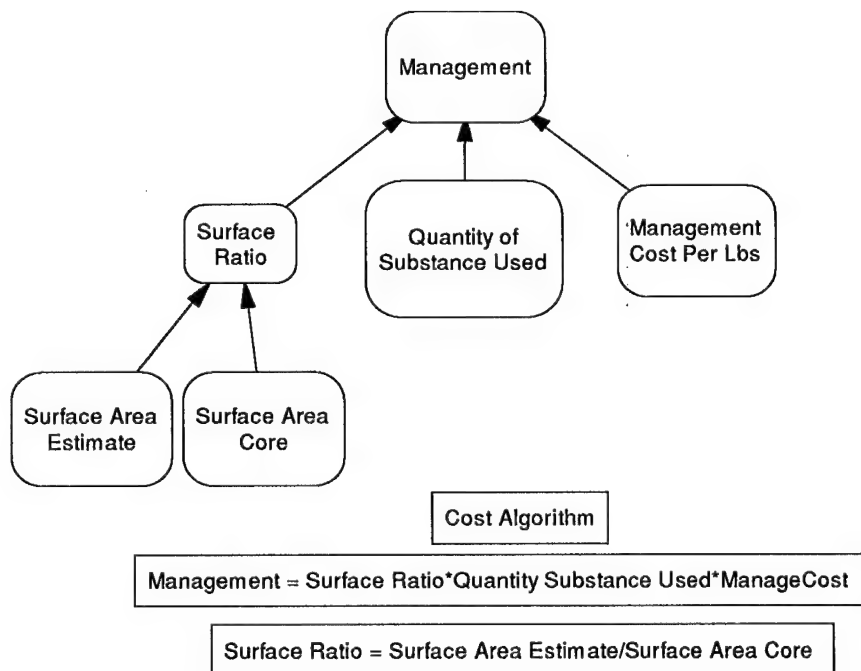 Management
Surface
Ratio
Quantity of
Substance Used
Management
Cost Per Lbs
Surface Area
Estimate
Surface Area
Core
Cost Algorithm
Management = Surface Ratio*Quantity Substance Used*ManageCost
Surface Ratio = Surface Area Estimate/Surface Area Core